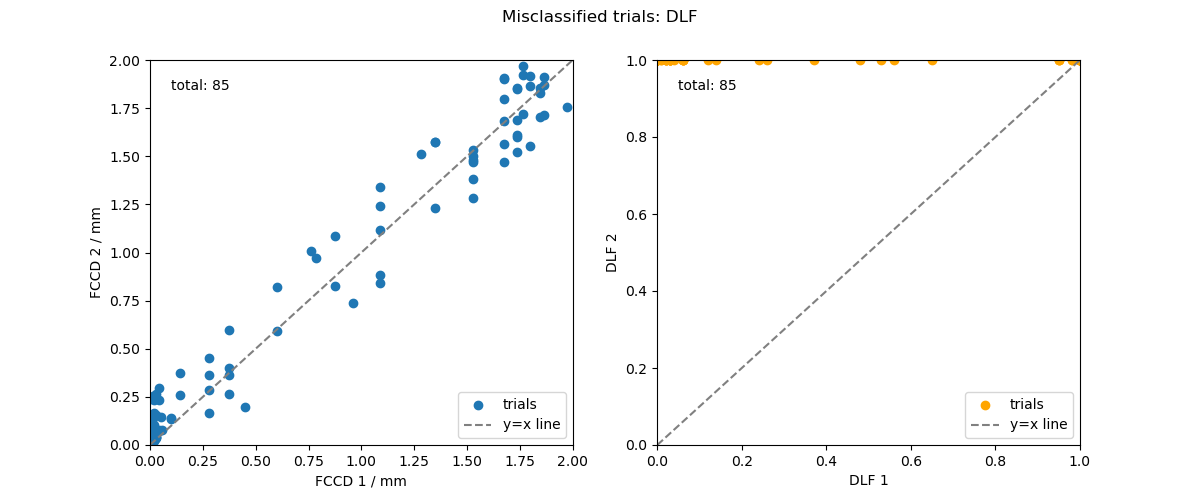 Misclassified trials: DLF
total: 85
2.00
1.75
1.50
1.25
1.00
0.75
0.50
0.25
0.00
FCCD 2 / mm
trials
y=x line
0.00 0.25 0.50 0.75 1.00 1.25 1.50 1.75 2.00
FCCD 1 / mm
total: 85
1.0
0.8
0.6
0.4
0.2
0.0
DLF 2
trials
y=x line
0.0 0.2 0.4 0.6 0.8 1.0
DLF 1